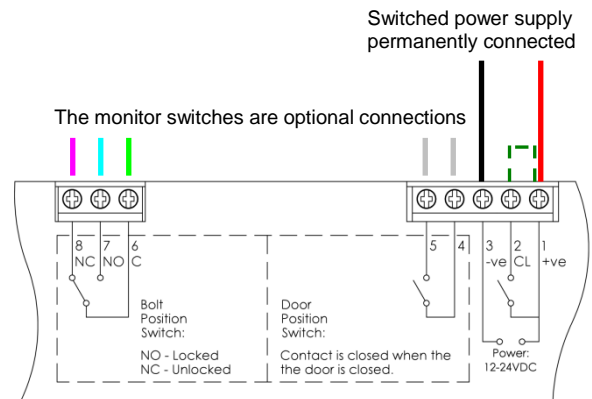 Switched power supply
permanently connected
The monitor switches are optional connections
8 7 6 5 4 3 2 1
NC NO C -ve CL +ve
Bolt
Position
Switch:
NO - Locked
NC - Unlocked
Door
Position
Switch:
Contact is closed when the
the door is closed.
Power:
12-24VDC